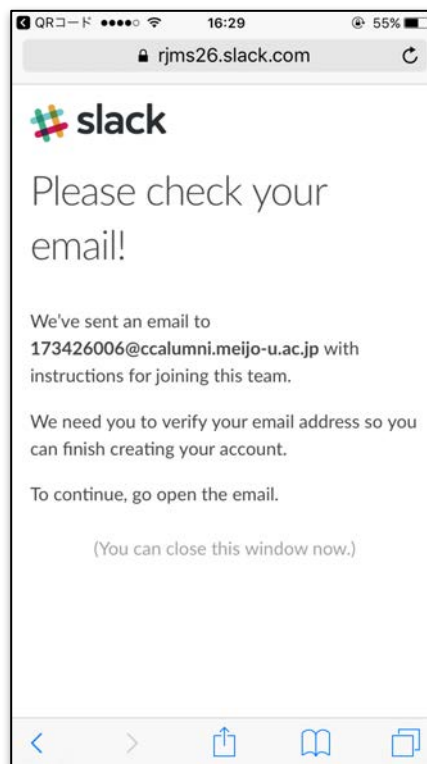 QRコード 16:29 55%
rjms26.slack.com
slack
Please check your
email!
We've sent an email to
173426006@ccalumni.meijo-u.ac.jp with
instructions for joining this team.
We need you to verify your email address so you
can finish creating your account.
To continue, go open the email.
(You can close this window now.)